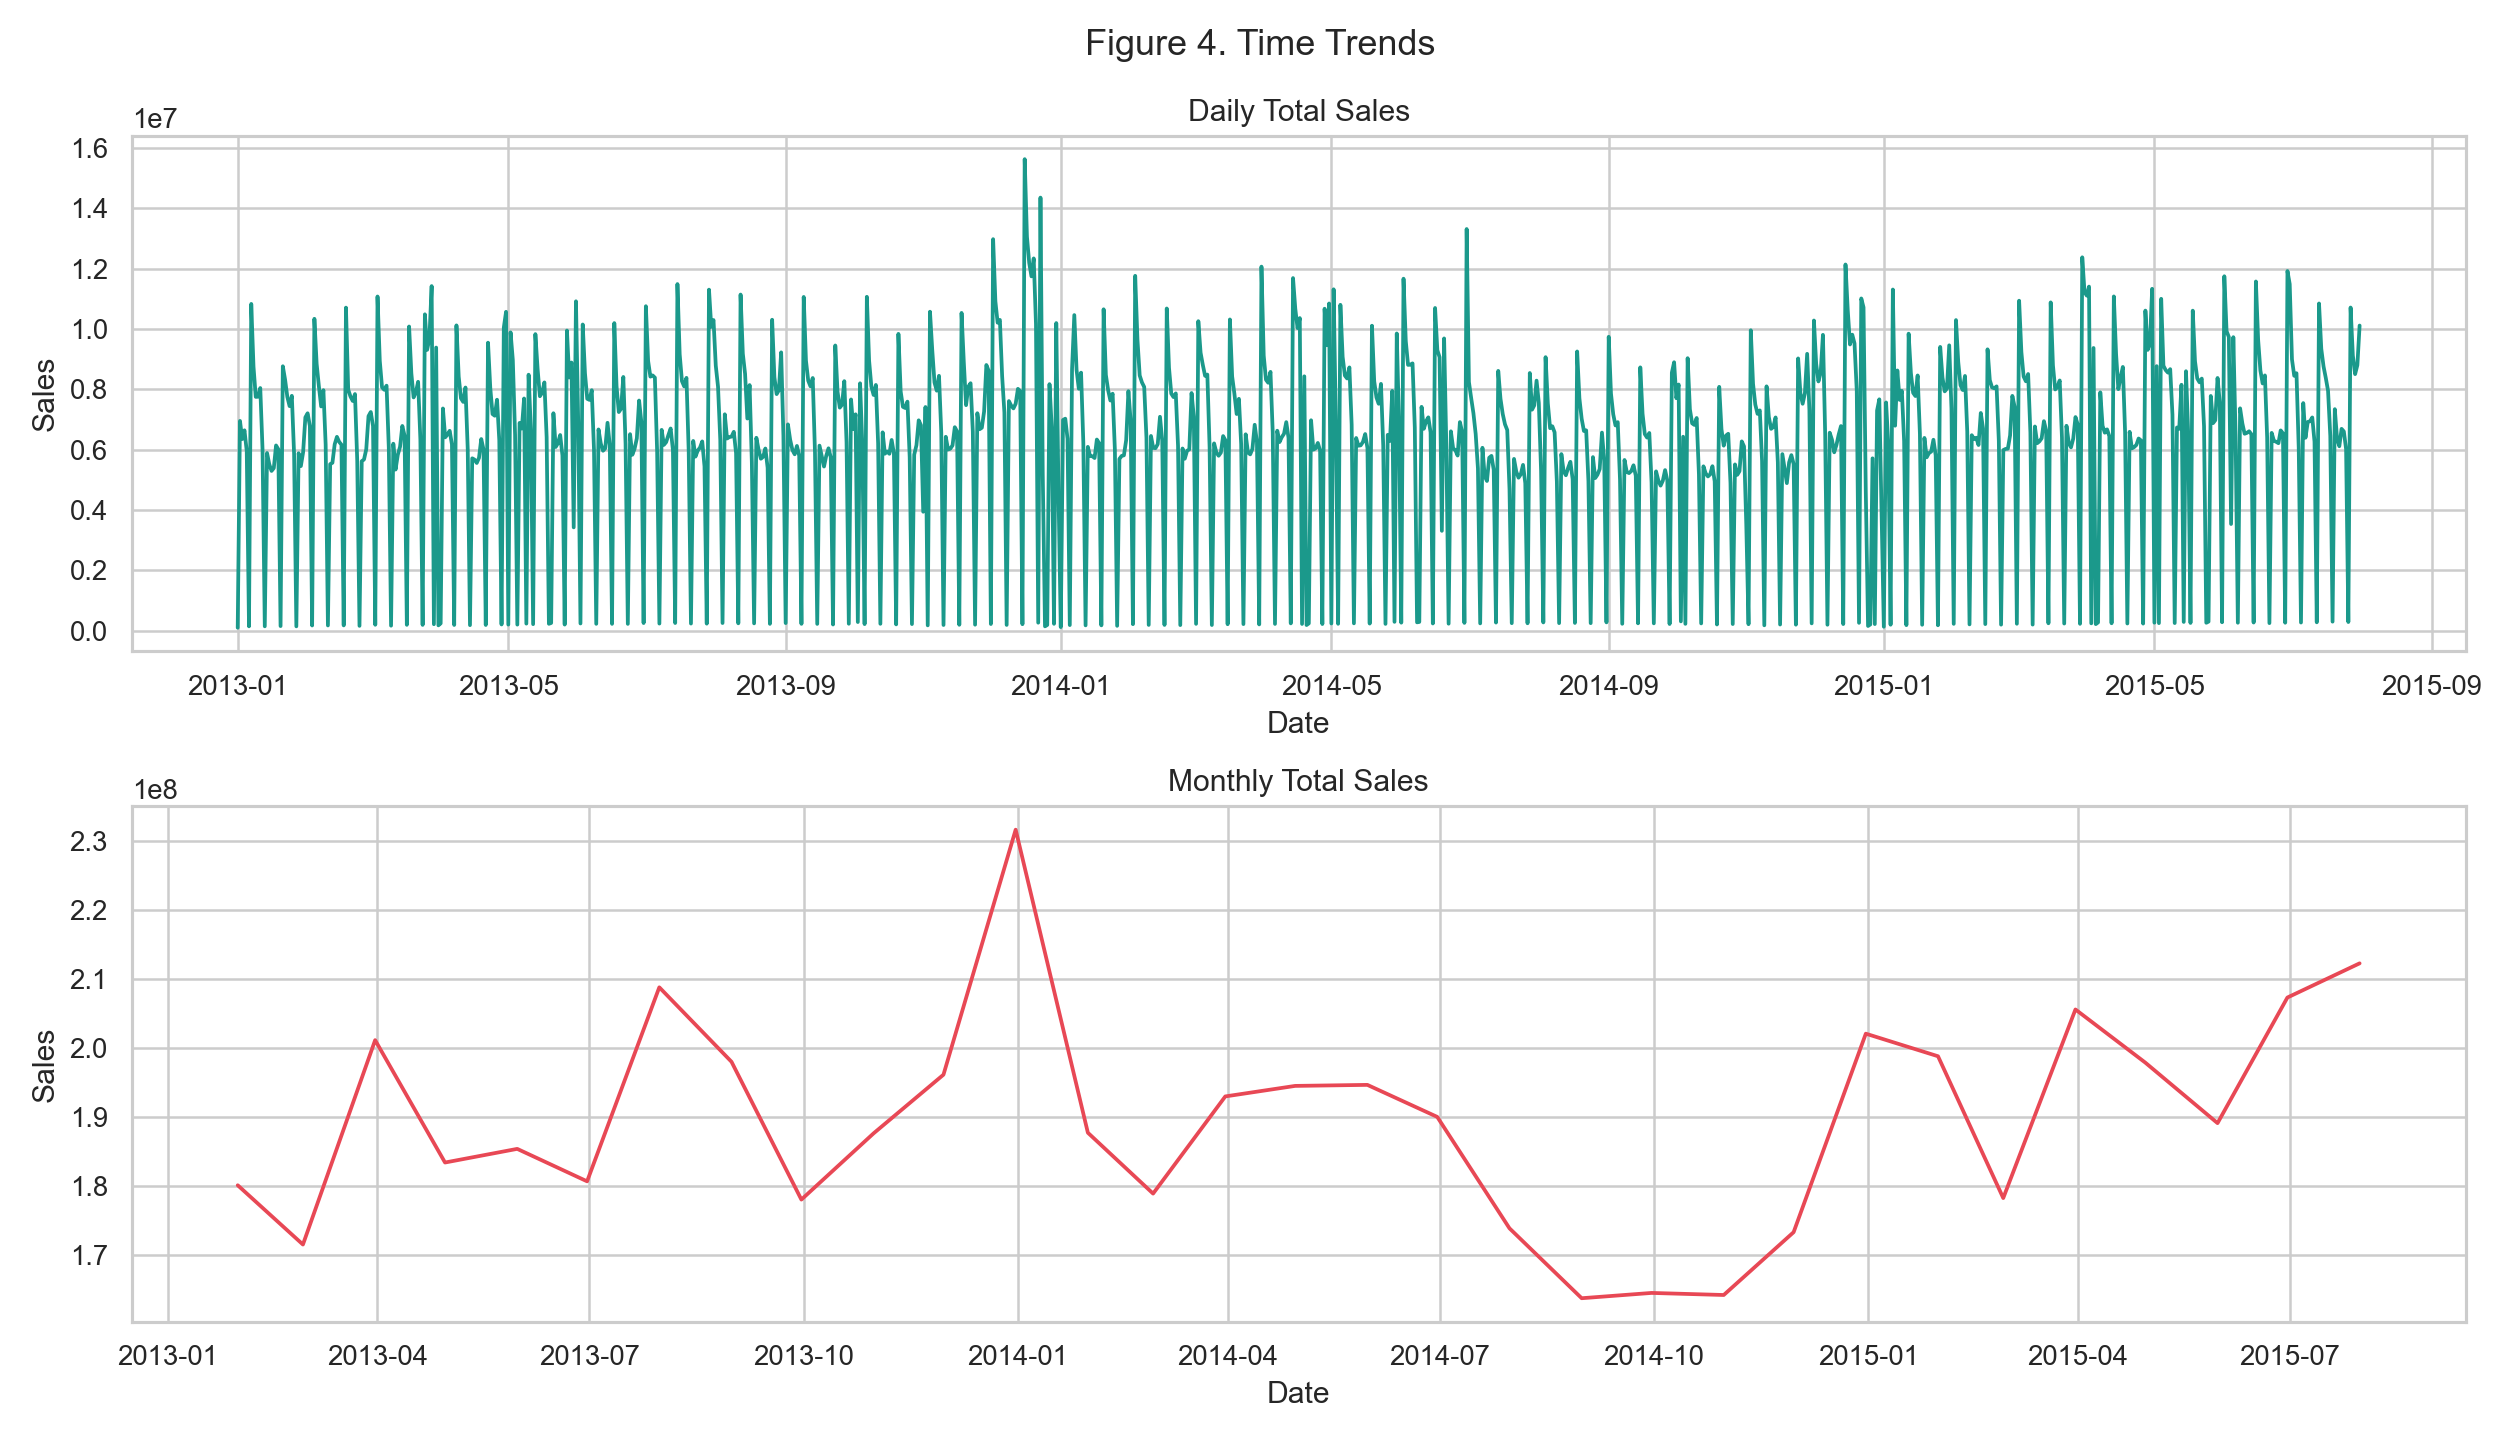 Figure 4. Time Trends
Daily Total Sales
1e7
1.6
1.4
1.2
1.0
0.8
0.6
0.4
0.2
0.0
Sales
2013-01 2013-05 2013-09 2014-01 2014-05 2014-09 2015-01 2015-05 2015-09
Date
Monthly Total Sales
1e8
2.3
2.2
2.1
2.0
1.9
1.8
1.7
Sales
2013-01 2013-04 2013-07 2013-10 2014-01 2014-04 2014-07 2014-10 2015-01 2015-04 2015-07
Date